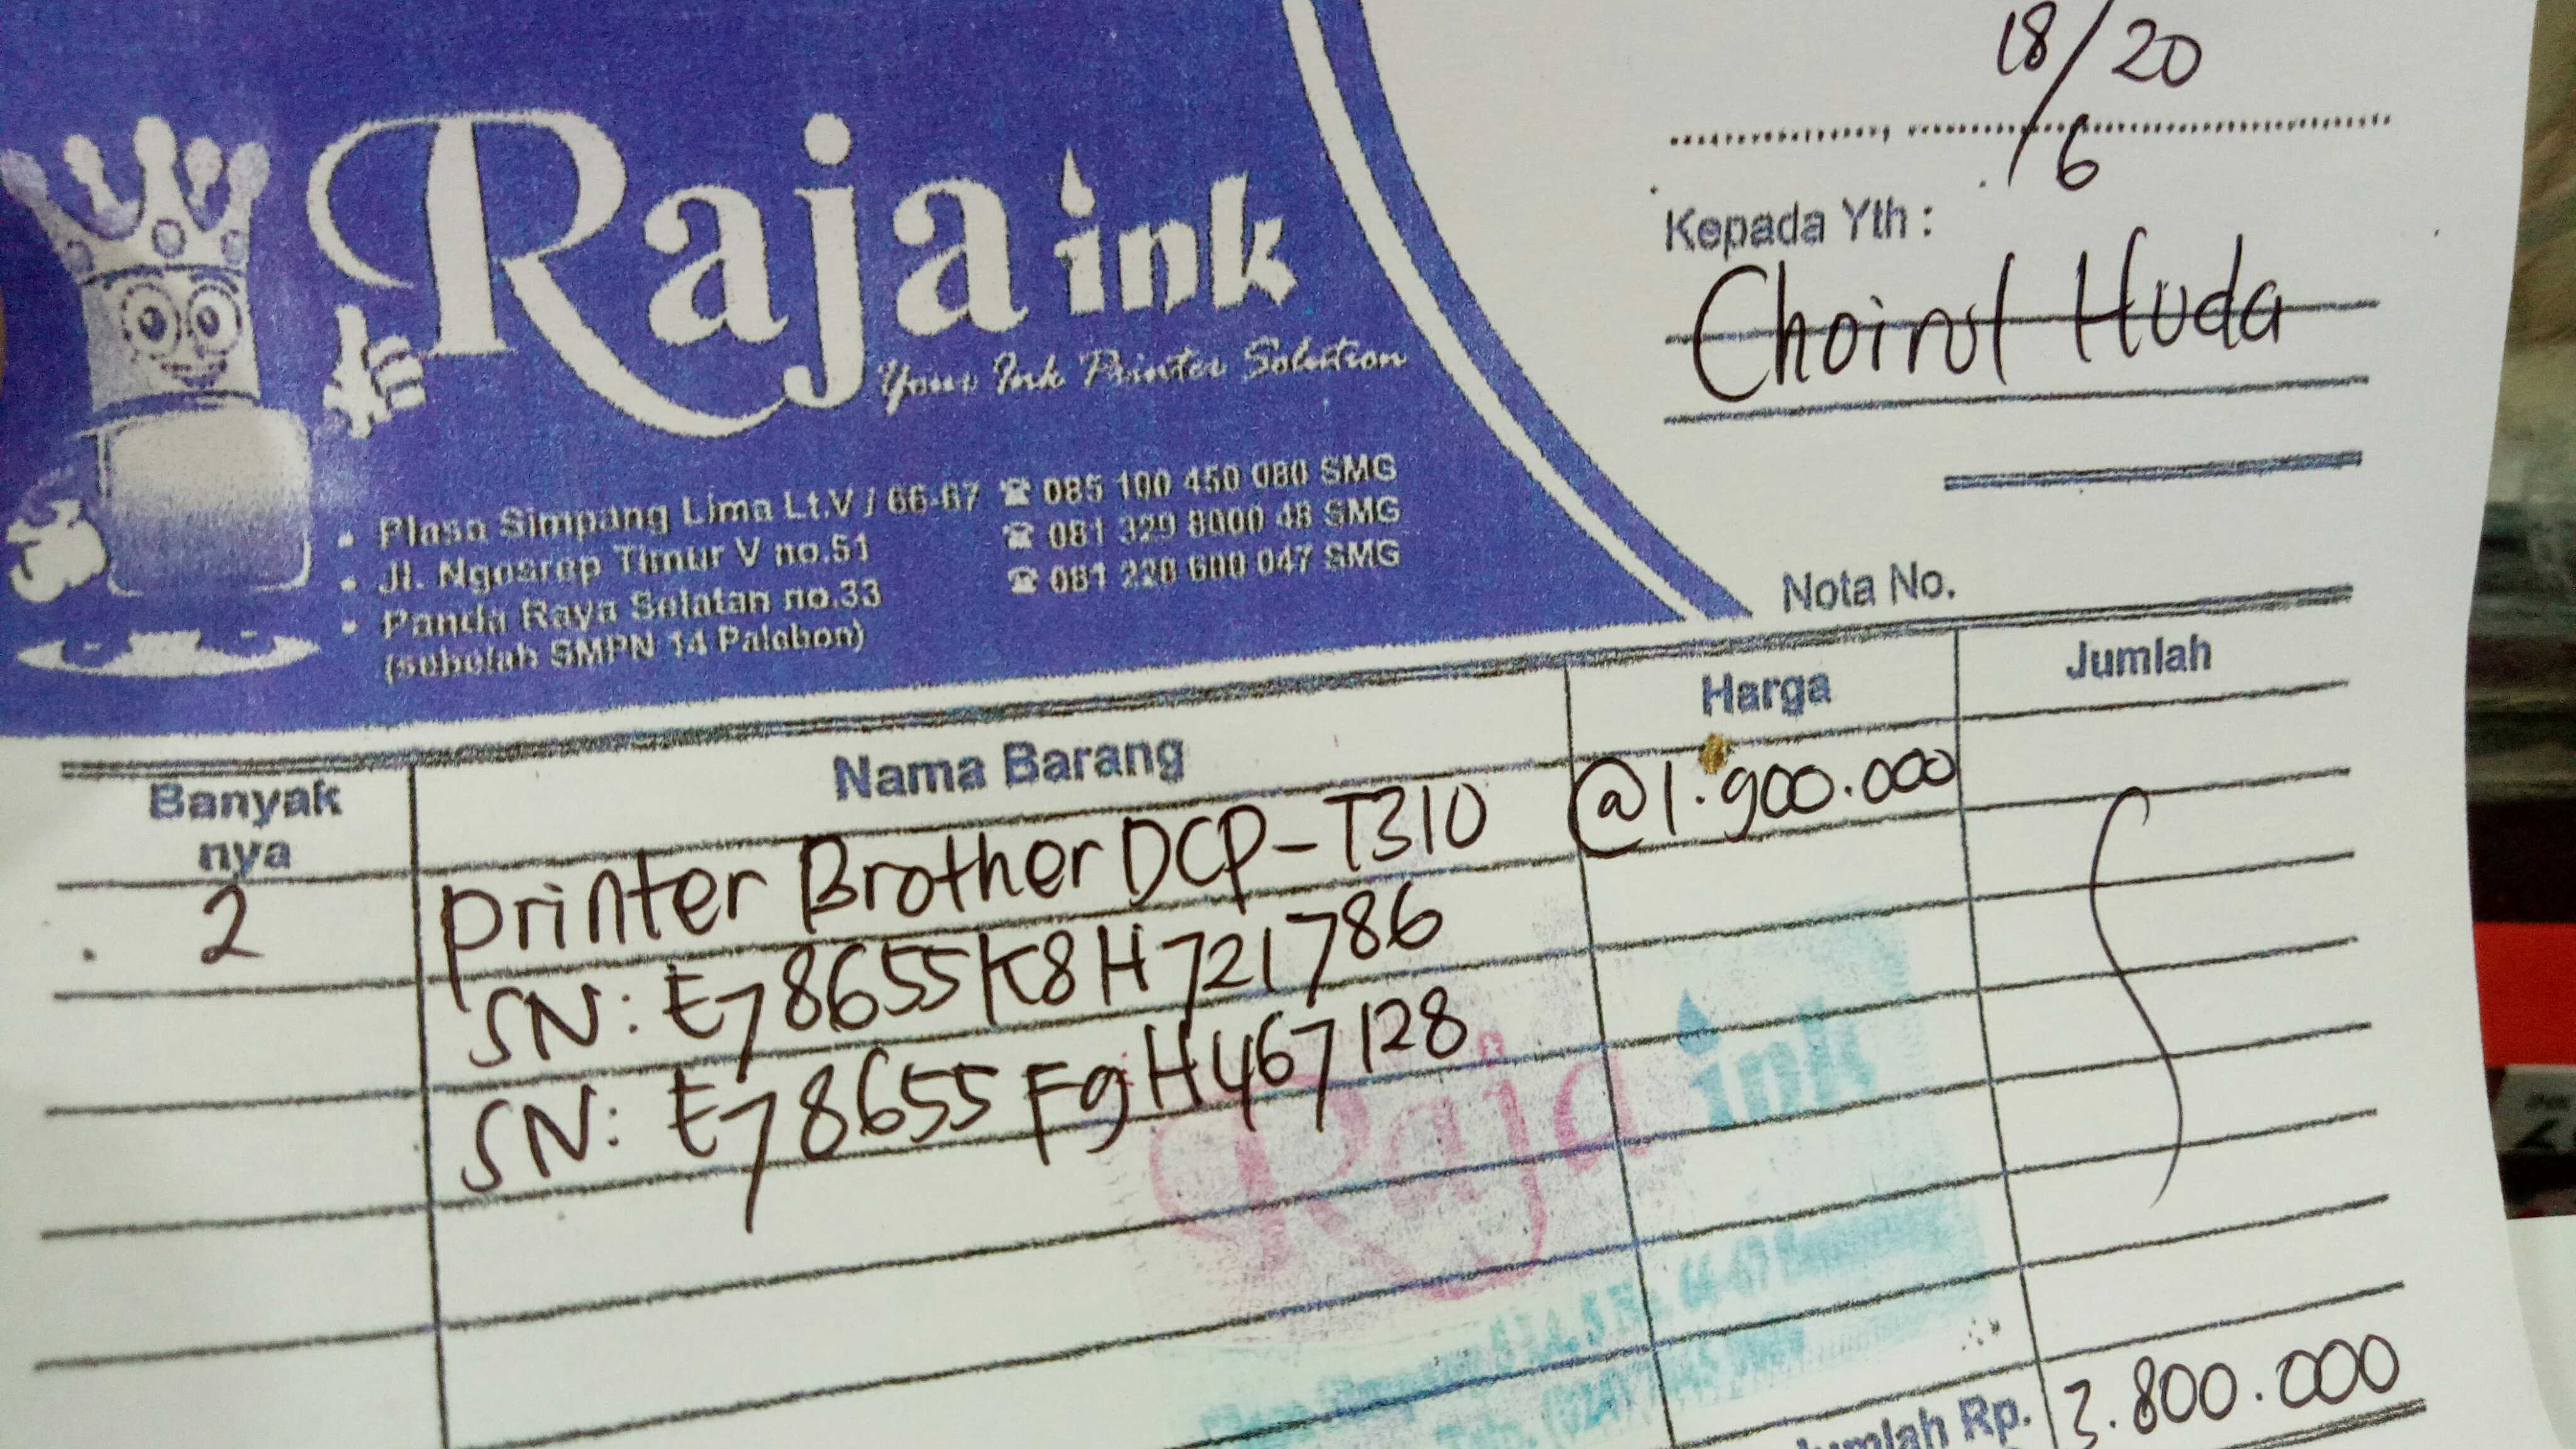 18/6 20
Kepada Yth :
Choirul Huda
Raja ink
Your Ink Printer Solution
• Plasa Simpang Lima Lt.V / 66-67 ☎ 085 100 450 080 SMG
• Jl. Ngesrep Timur V no.51 ☎ 081 329 8000 48 SMG
• Panda Raya Selatan no.33 ☎ 081 228 600 047 SMG
(sebelah SMPN 14 Palebon)
Nota No.
Banyak nya Nama Barang Harga Jumlah
2 Printer Brother DCP-T310 @1.900.000
SN: E78655K8H721786
SN: E78655F9H467128
Raja ink
Jumlah Rp. 3.800.000